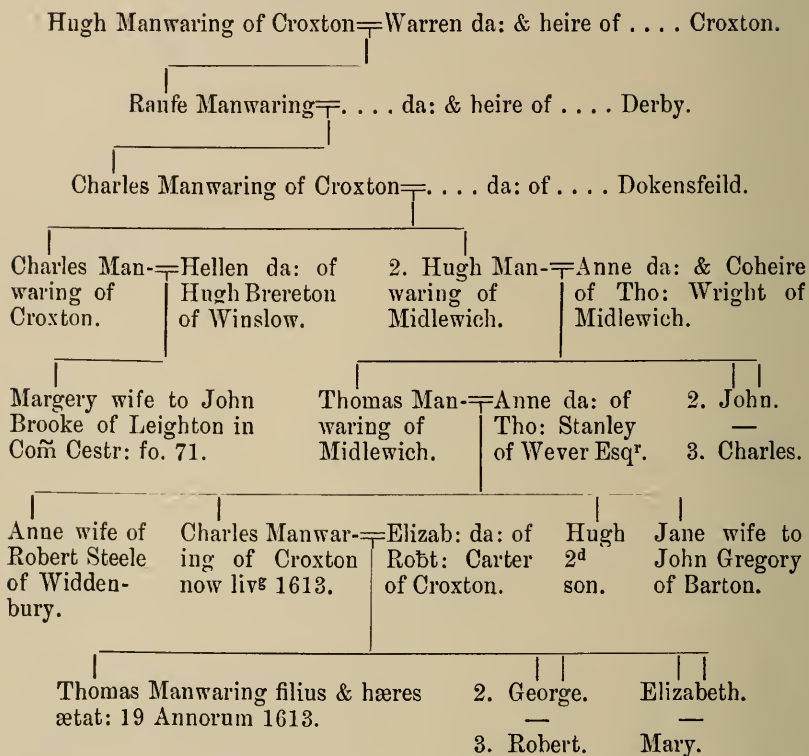 Hugh Manwaring of Croxton Warren da: & heire of .... Croxton.
Raufe Manwaring .... da: & heire of .... Derby.
Charles Manwaring of Croxton .... da: of .... Dokensfeild.
Charles Man-
waring of
Croxton.
Hellen da: of
Hugh Brereton
of Winslow.
2. Hugh Man-
waring of
Midlewich.
Anne da: & Coheire
of Tho: Wright of
Midlewich.
Margery wife to John
Brooke of Leighton in
Com̃ Cestr: fo. 71.
Thomas Man-
waring of
Midlewich.
Anne da: of
Tho: Stanley
of Wever Esqʳ.
2. John.
—
3. Charles.
Anne wife of
Robert Steele
of Widden-
bury.
Charles Manwar-
ing of Croxton
now livᵍ 1613.
Elizab: da: of
Robt: Carter
of Croxton.
Hugh
2ᵈ
son.
Jane wife to
John Gregory
of Barton.
Thomas Manwaring filius & hæres
ætat: 19 Annorum 1613.
2. George.
—
3. Robert.
Elizabeth.
—
Mary.